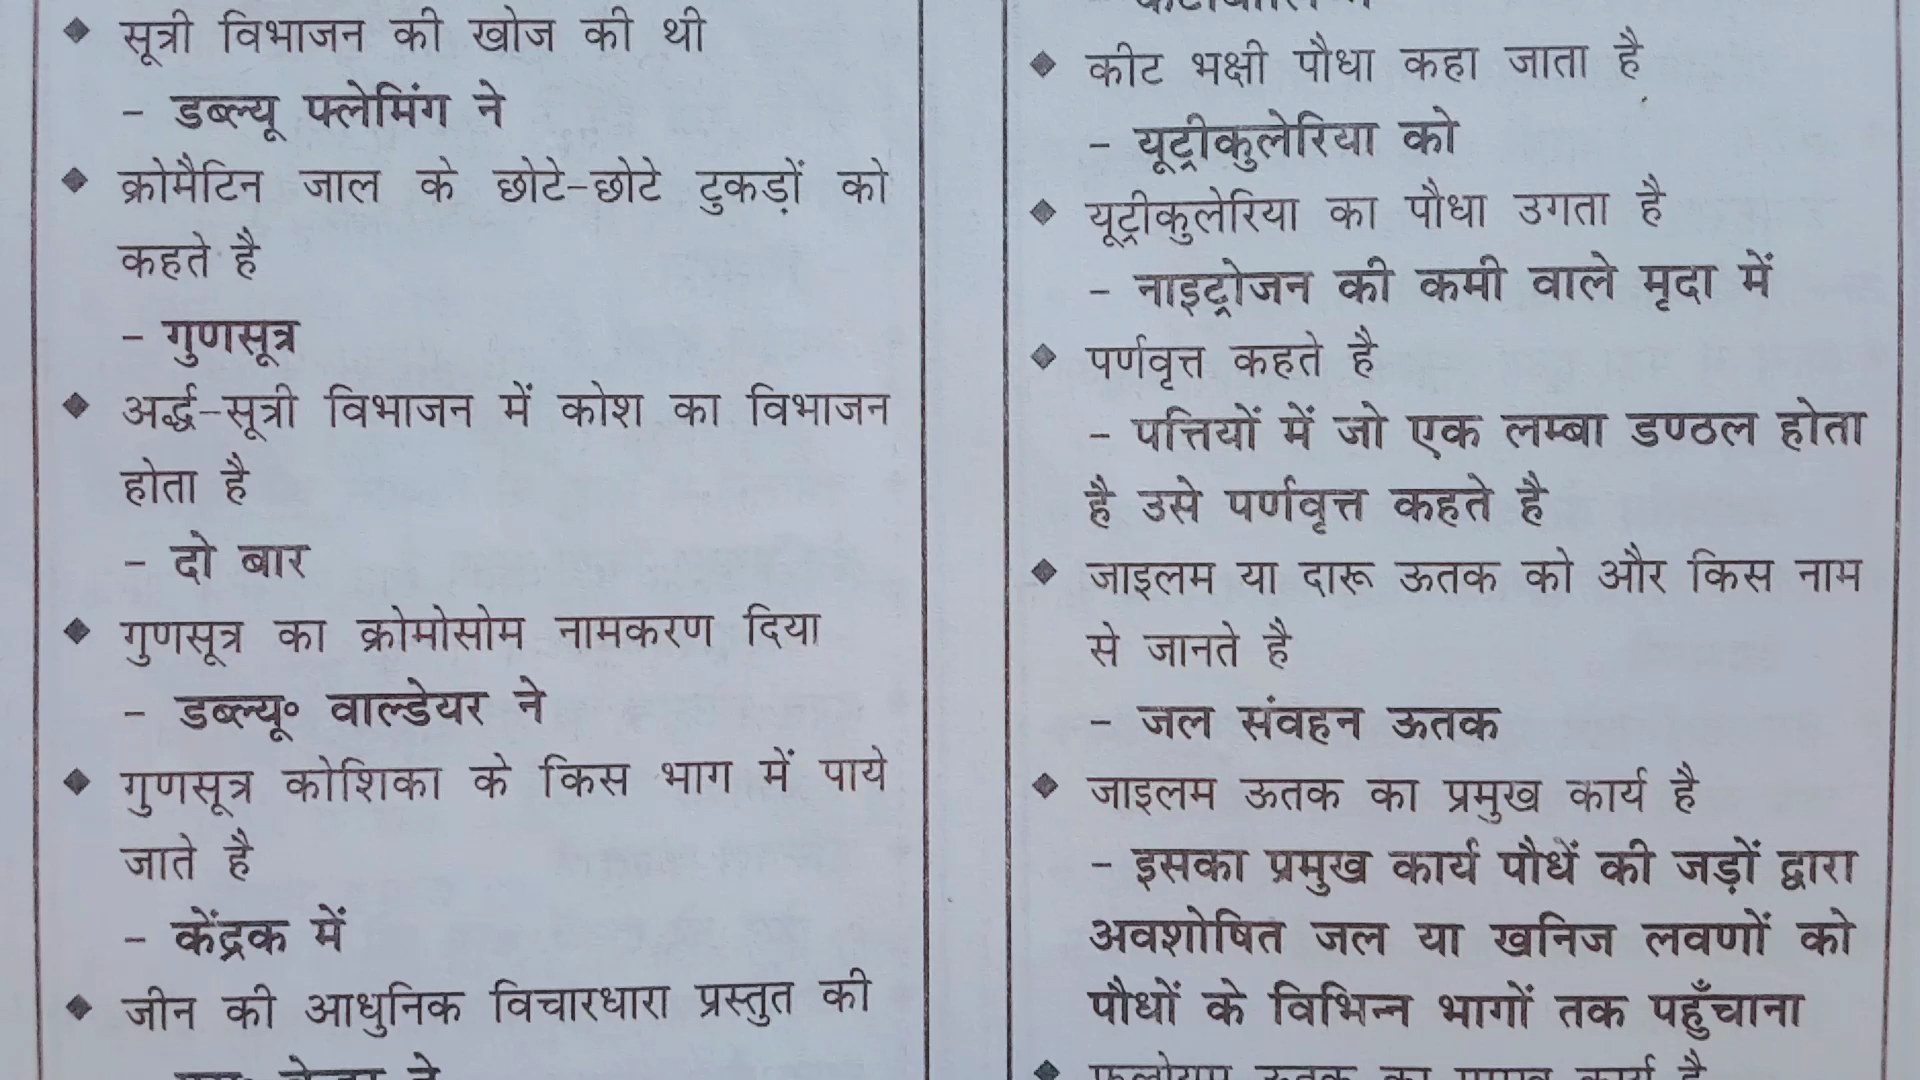 ◆ सूत्री विभाजन की खोज की थी
– डब्ल्यू फ्लेमिंग ने
◆ क्रोमैटिन जाल के छोटे-छोटे टुकड़ों को
कहते है
– गुणसूत्र
◆ अर्द्ध-सूत्री विभाजन में कोश का विभाजन
होता है
– दो बार
◆ गुणसूत्र का क्रोमोसोम नामकरण दिया
– डब्ल्यू॰ वाल्डेयर ने
◆ गुणसूत्र कोशिका के किस भाग में पाये
जाते है
– केंद्रक में
◆ जीन की आधुनिक विचारधारा प्रस्तुत की
◆ कीट भक्षी पौधा कहा जाता है
– यूट्रीकुलेरिया को
◆ यूट्रीकुलेरिया का पौधा उगता है
– नाइट्रोजन की कमी वाले मृदा में
◆ पर्णवृत्त कहते है
– पत्तियों में जो एक लम्बा डण्ठल होता
है उसे पर्णवृत्त कहते है
◆ जाइलम या दारू ऊतक को और किस नाम
से जानते है
– जल संवहन ऊतक
◆ जाइलम ऊतक का प्रमुख कार्य है
– इसका प्रमुख कार्य पौधें की जड़ों द्वारा
अवशोषित जल या खनिज लवणों को
पौधों के विभिन्न भागों तक पहुँचाना